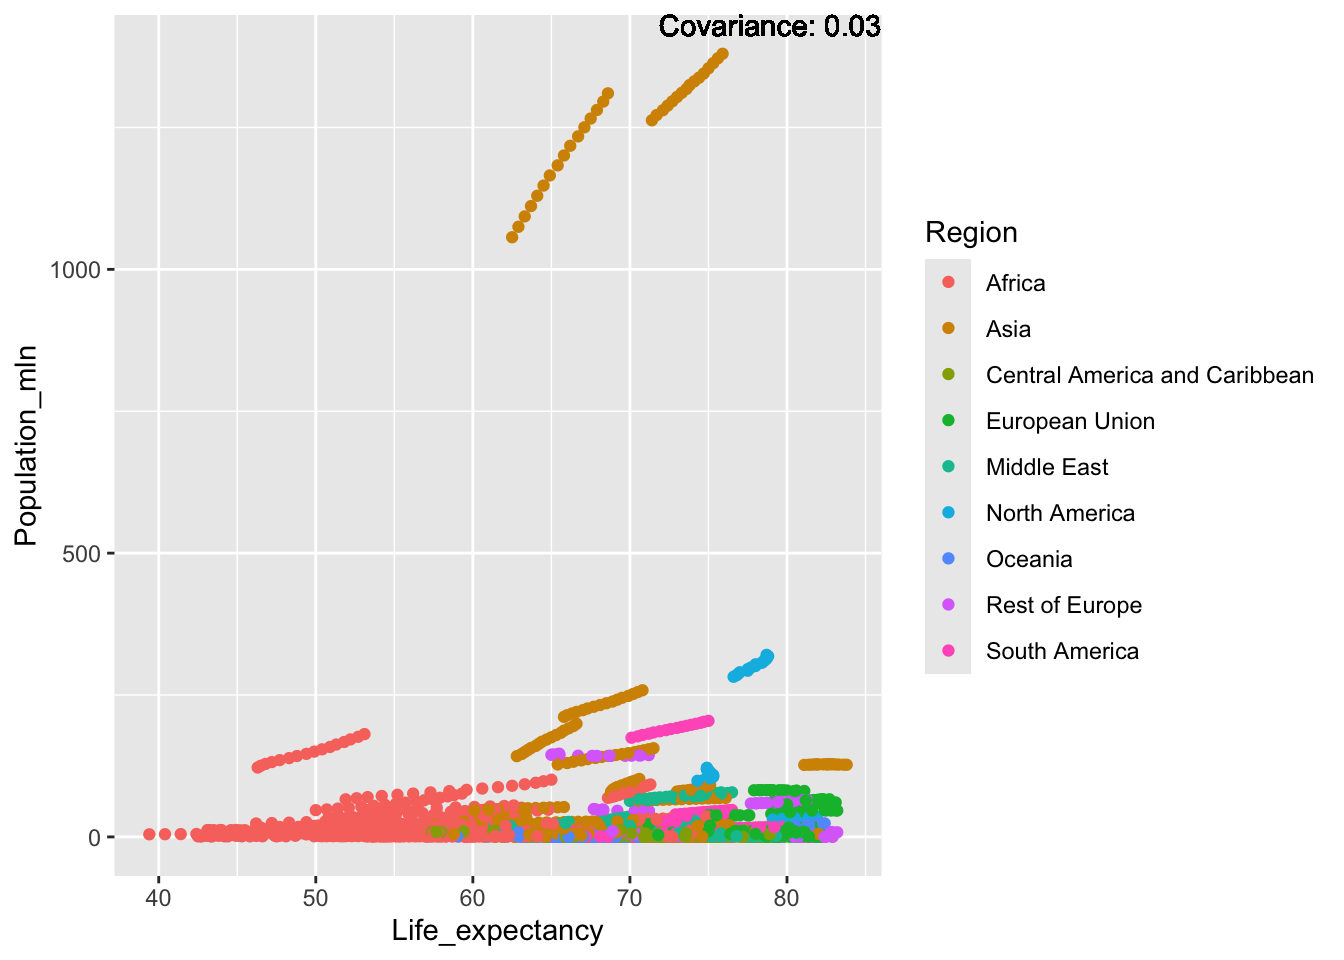 Covariance: 0.03
1000
500
0
Population_mln
40 50 60 70 80
Life_expectancy
Region
Africa
Asia
Central America and Caribbean
European Union
Middle East
North America
Oceania
Rest of Europe
South America